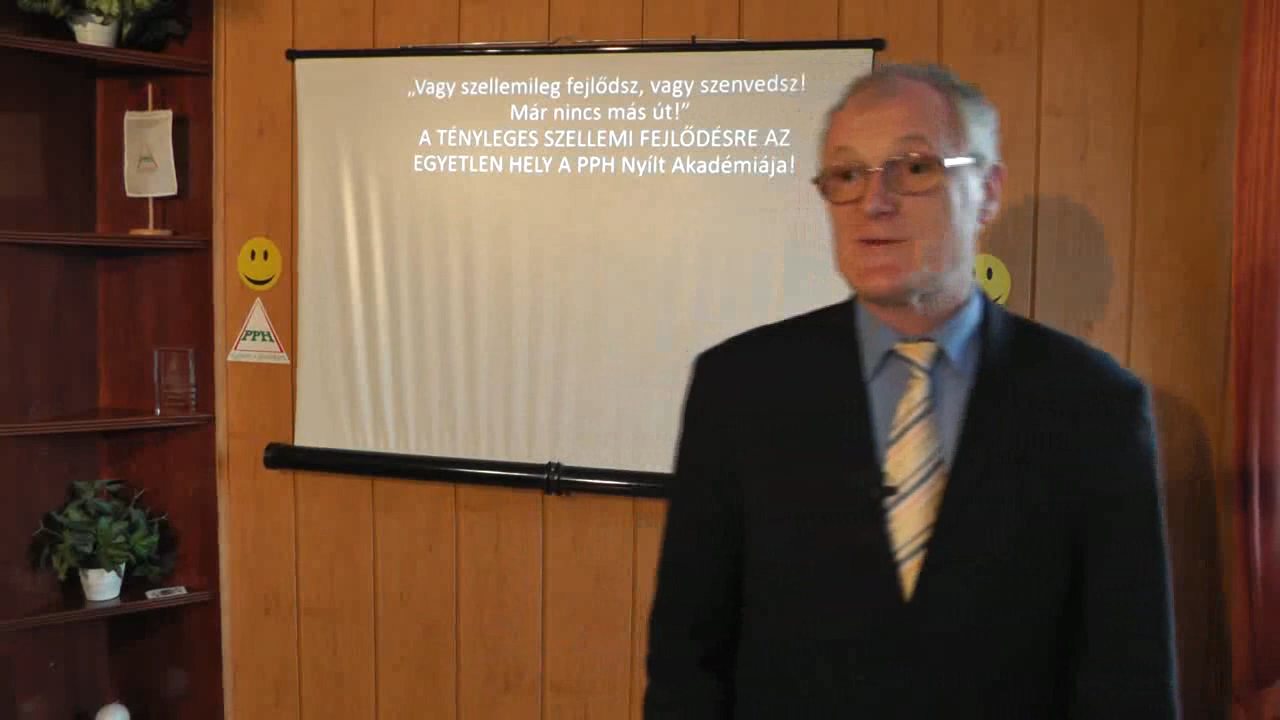 „Vagy szellemileg fejlődsz, vagy szenvedsz!
Már nincs más út!”
A TÉNYLEGES SZELLEMI FEJLŐDÉSRE AZ
EGYETLEN HELY A PPH Nyílt Akadémiája!
PPH